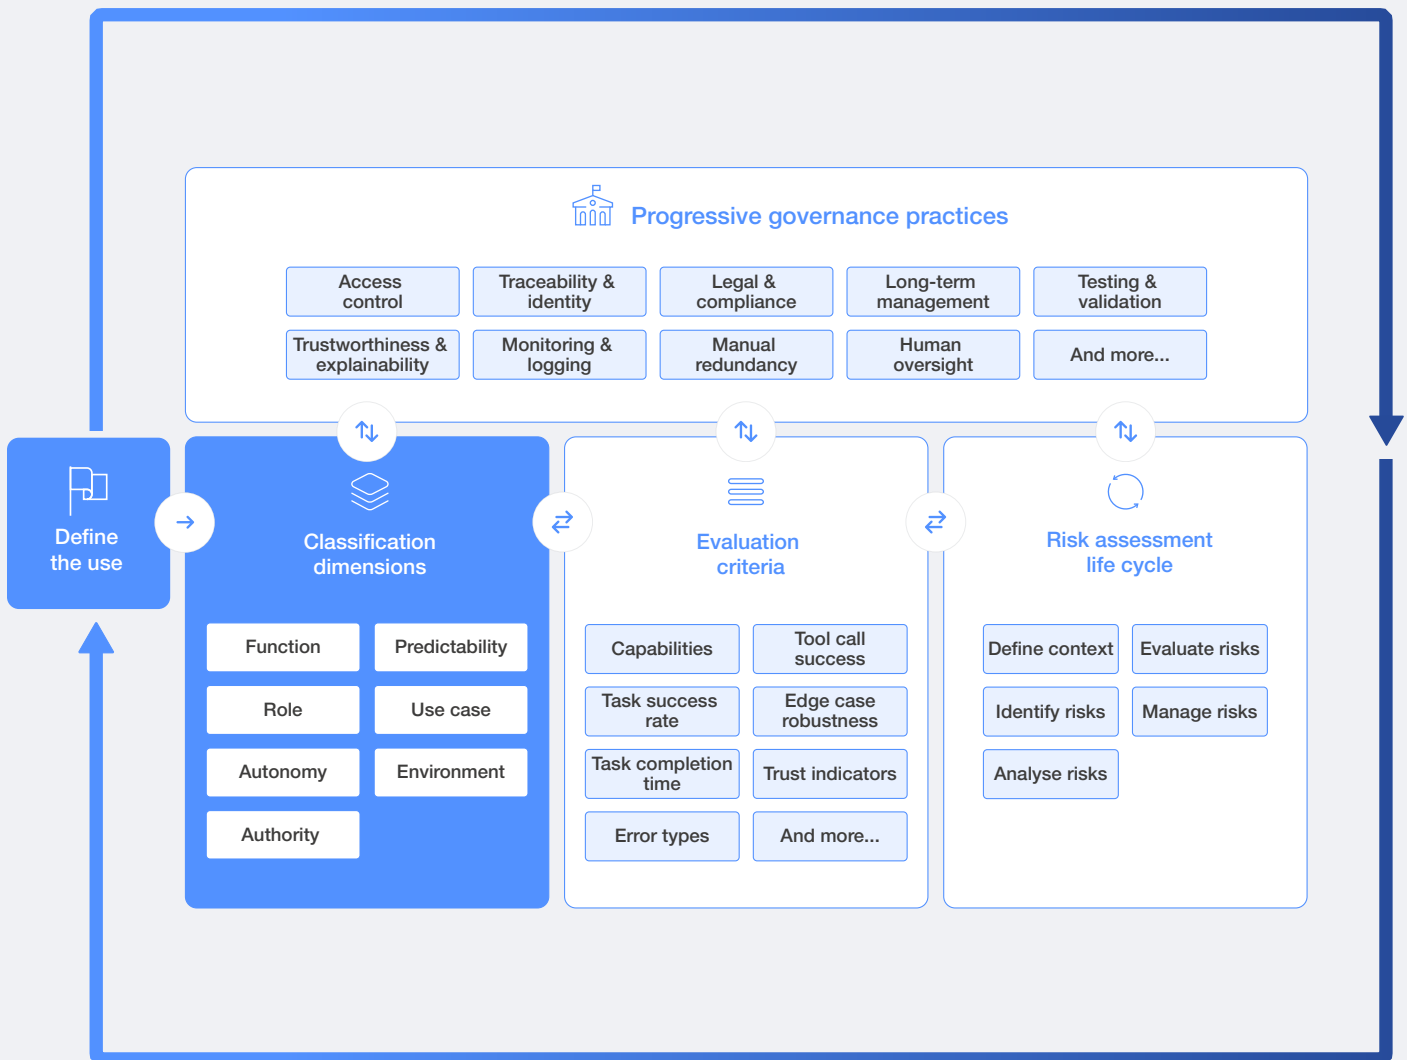 Progressive governance practices
Access
control
Traceability &
identity
Legal &
compliance
Long-term
management
Testing &
validation
Trustworthiness &
explainability
Monitoring &
logging
Manual
redundancy
Human
oversight
And more...
Define
the use
Classification
dimensions
Function
Predictability
Role
Use case
Autonomy
Environment
Authority
Evaluation
criteria
Capabilities
Tool call
success
Task success
rate
Edge case
robustness
Task completion
time
Trust indicators
Error types
And more...
Risk assessment
life cycle
Define context
Evaluate risks
Identify risks
Manage risks
Analyse risks